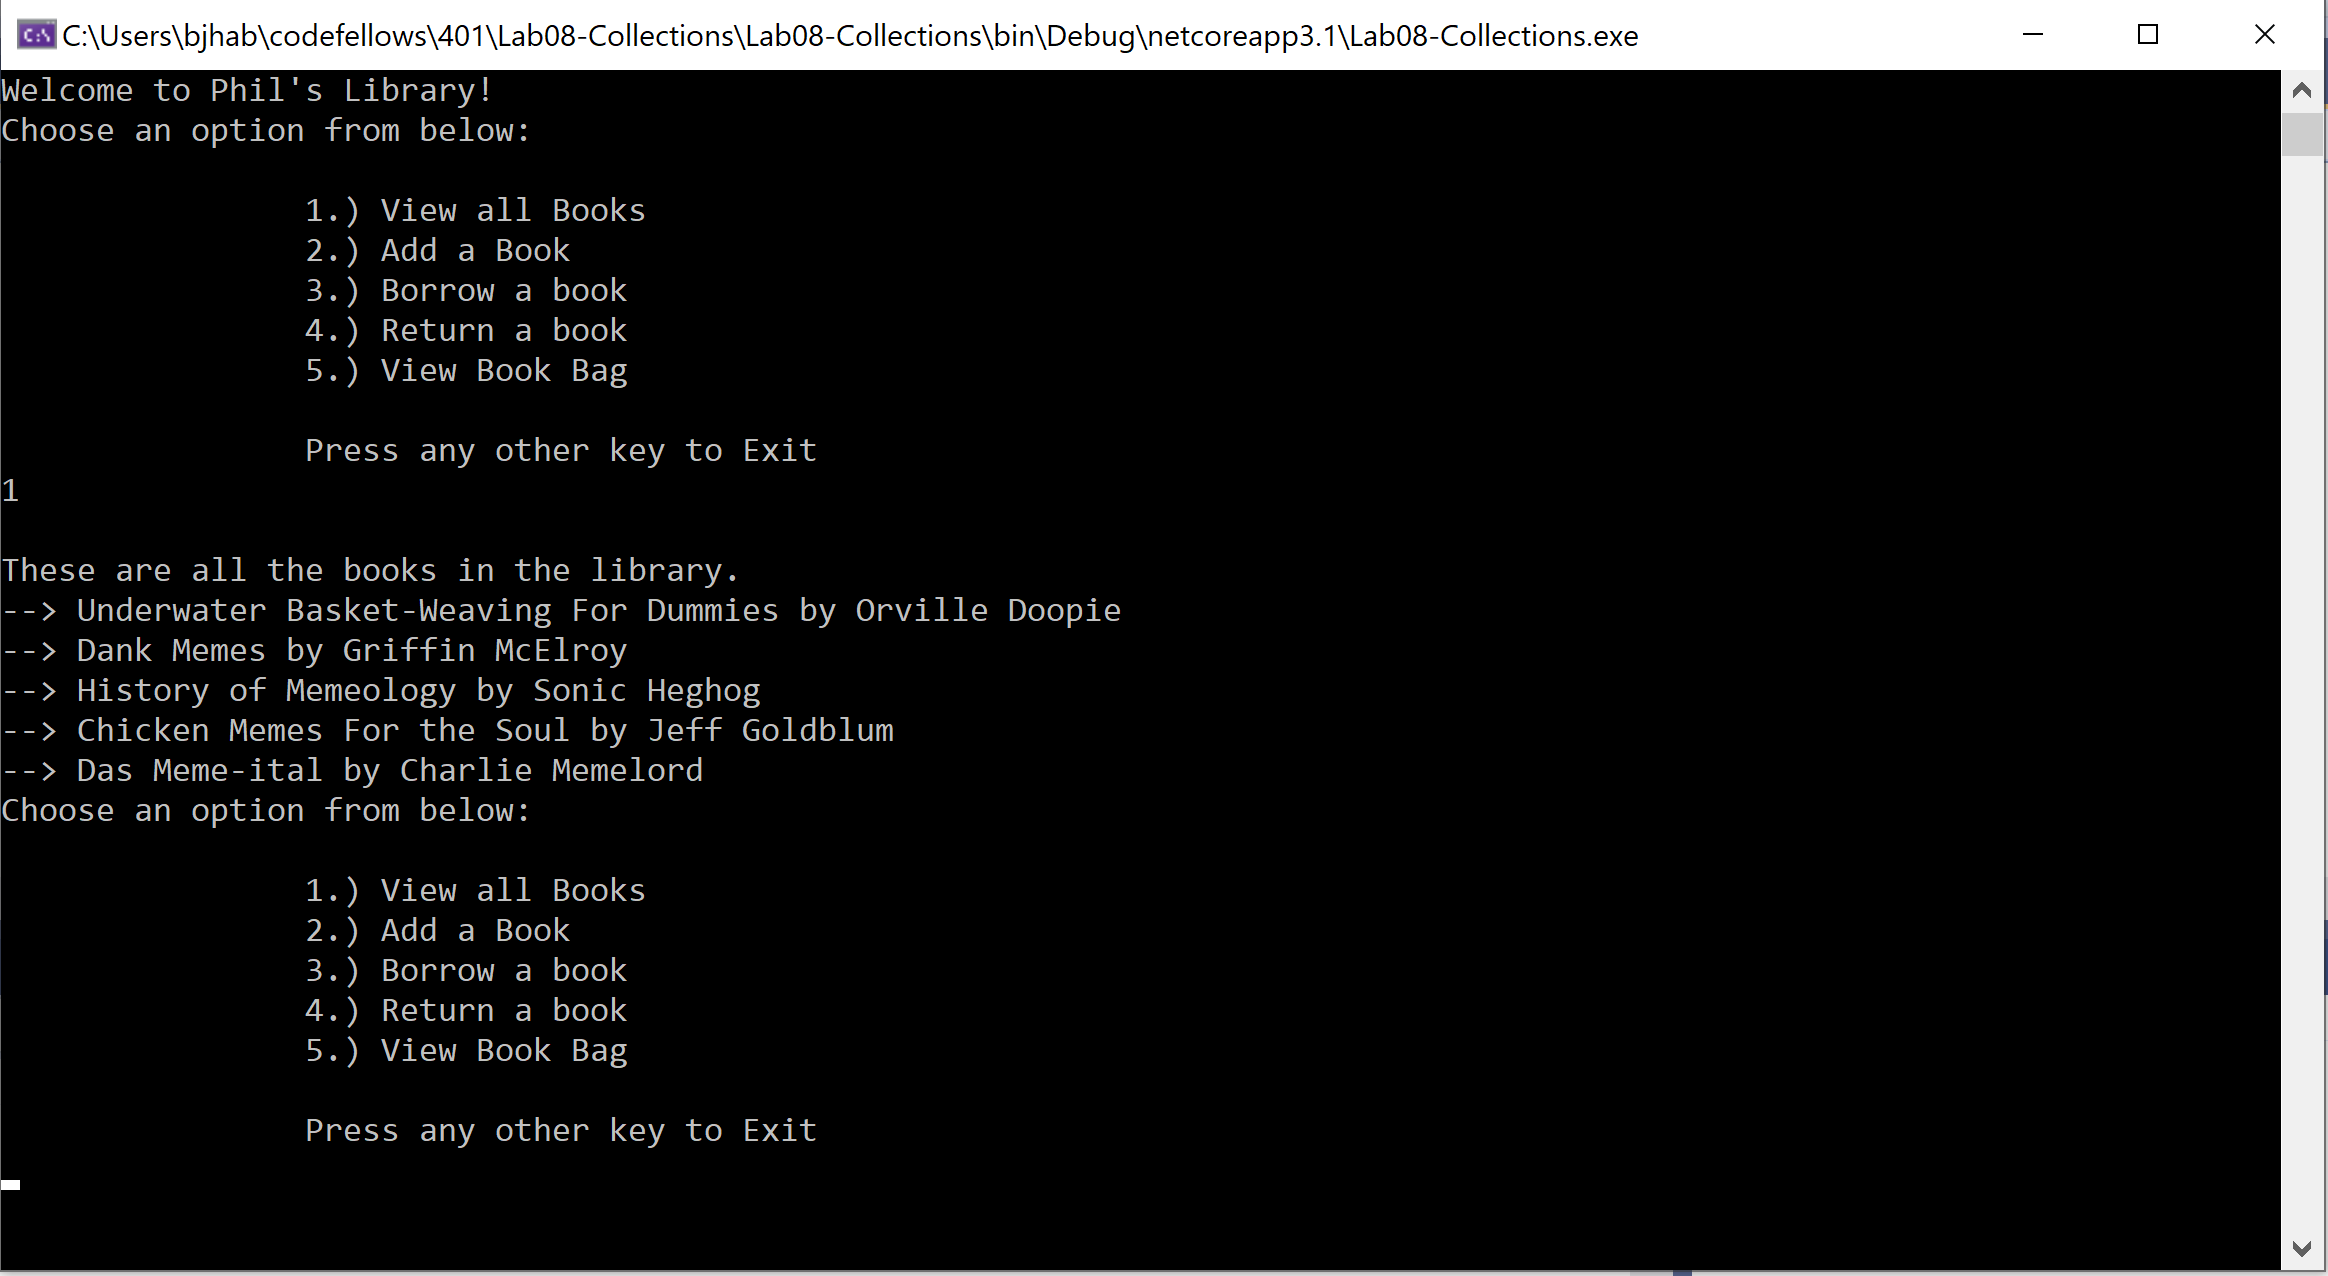 C:\Users\bjhab\codefellows\401\Lab08-Collections\Lab08-Collections\bin\Debug\netcoreapp3.1\Lab08-Collections.exe
Welcome to Phil's Library!
Choose an option from below:
1.) View all Books
2.) Add a Book
3.) Borrow a book
4.) Return a book
5.) View Book Bag
Press any other key to Exit
1
These are all the books in the library.
--> Underwater Basket-Weaving For Dummies by Orville Doopie
--> Dank Memes by Griffin McElroy
--> History of Memeology by Sonic Heghog
--> Chicken Memes For the Soul by Jeff Goldblum
--> Das Meme-ital by Charlie Memelord
Choose an option from below:
1.) View all Books
2.) Add a Book
3.) Borrow a book
4.) Return a book
5.) View Book Bag
Press any other key to Exit